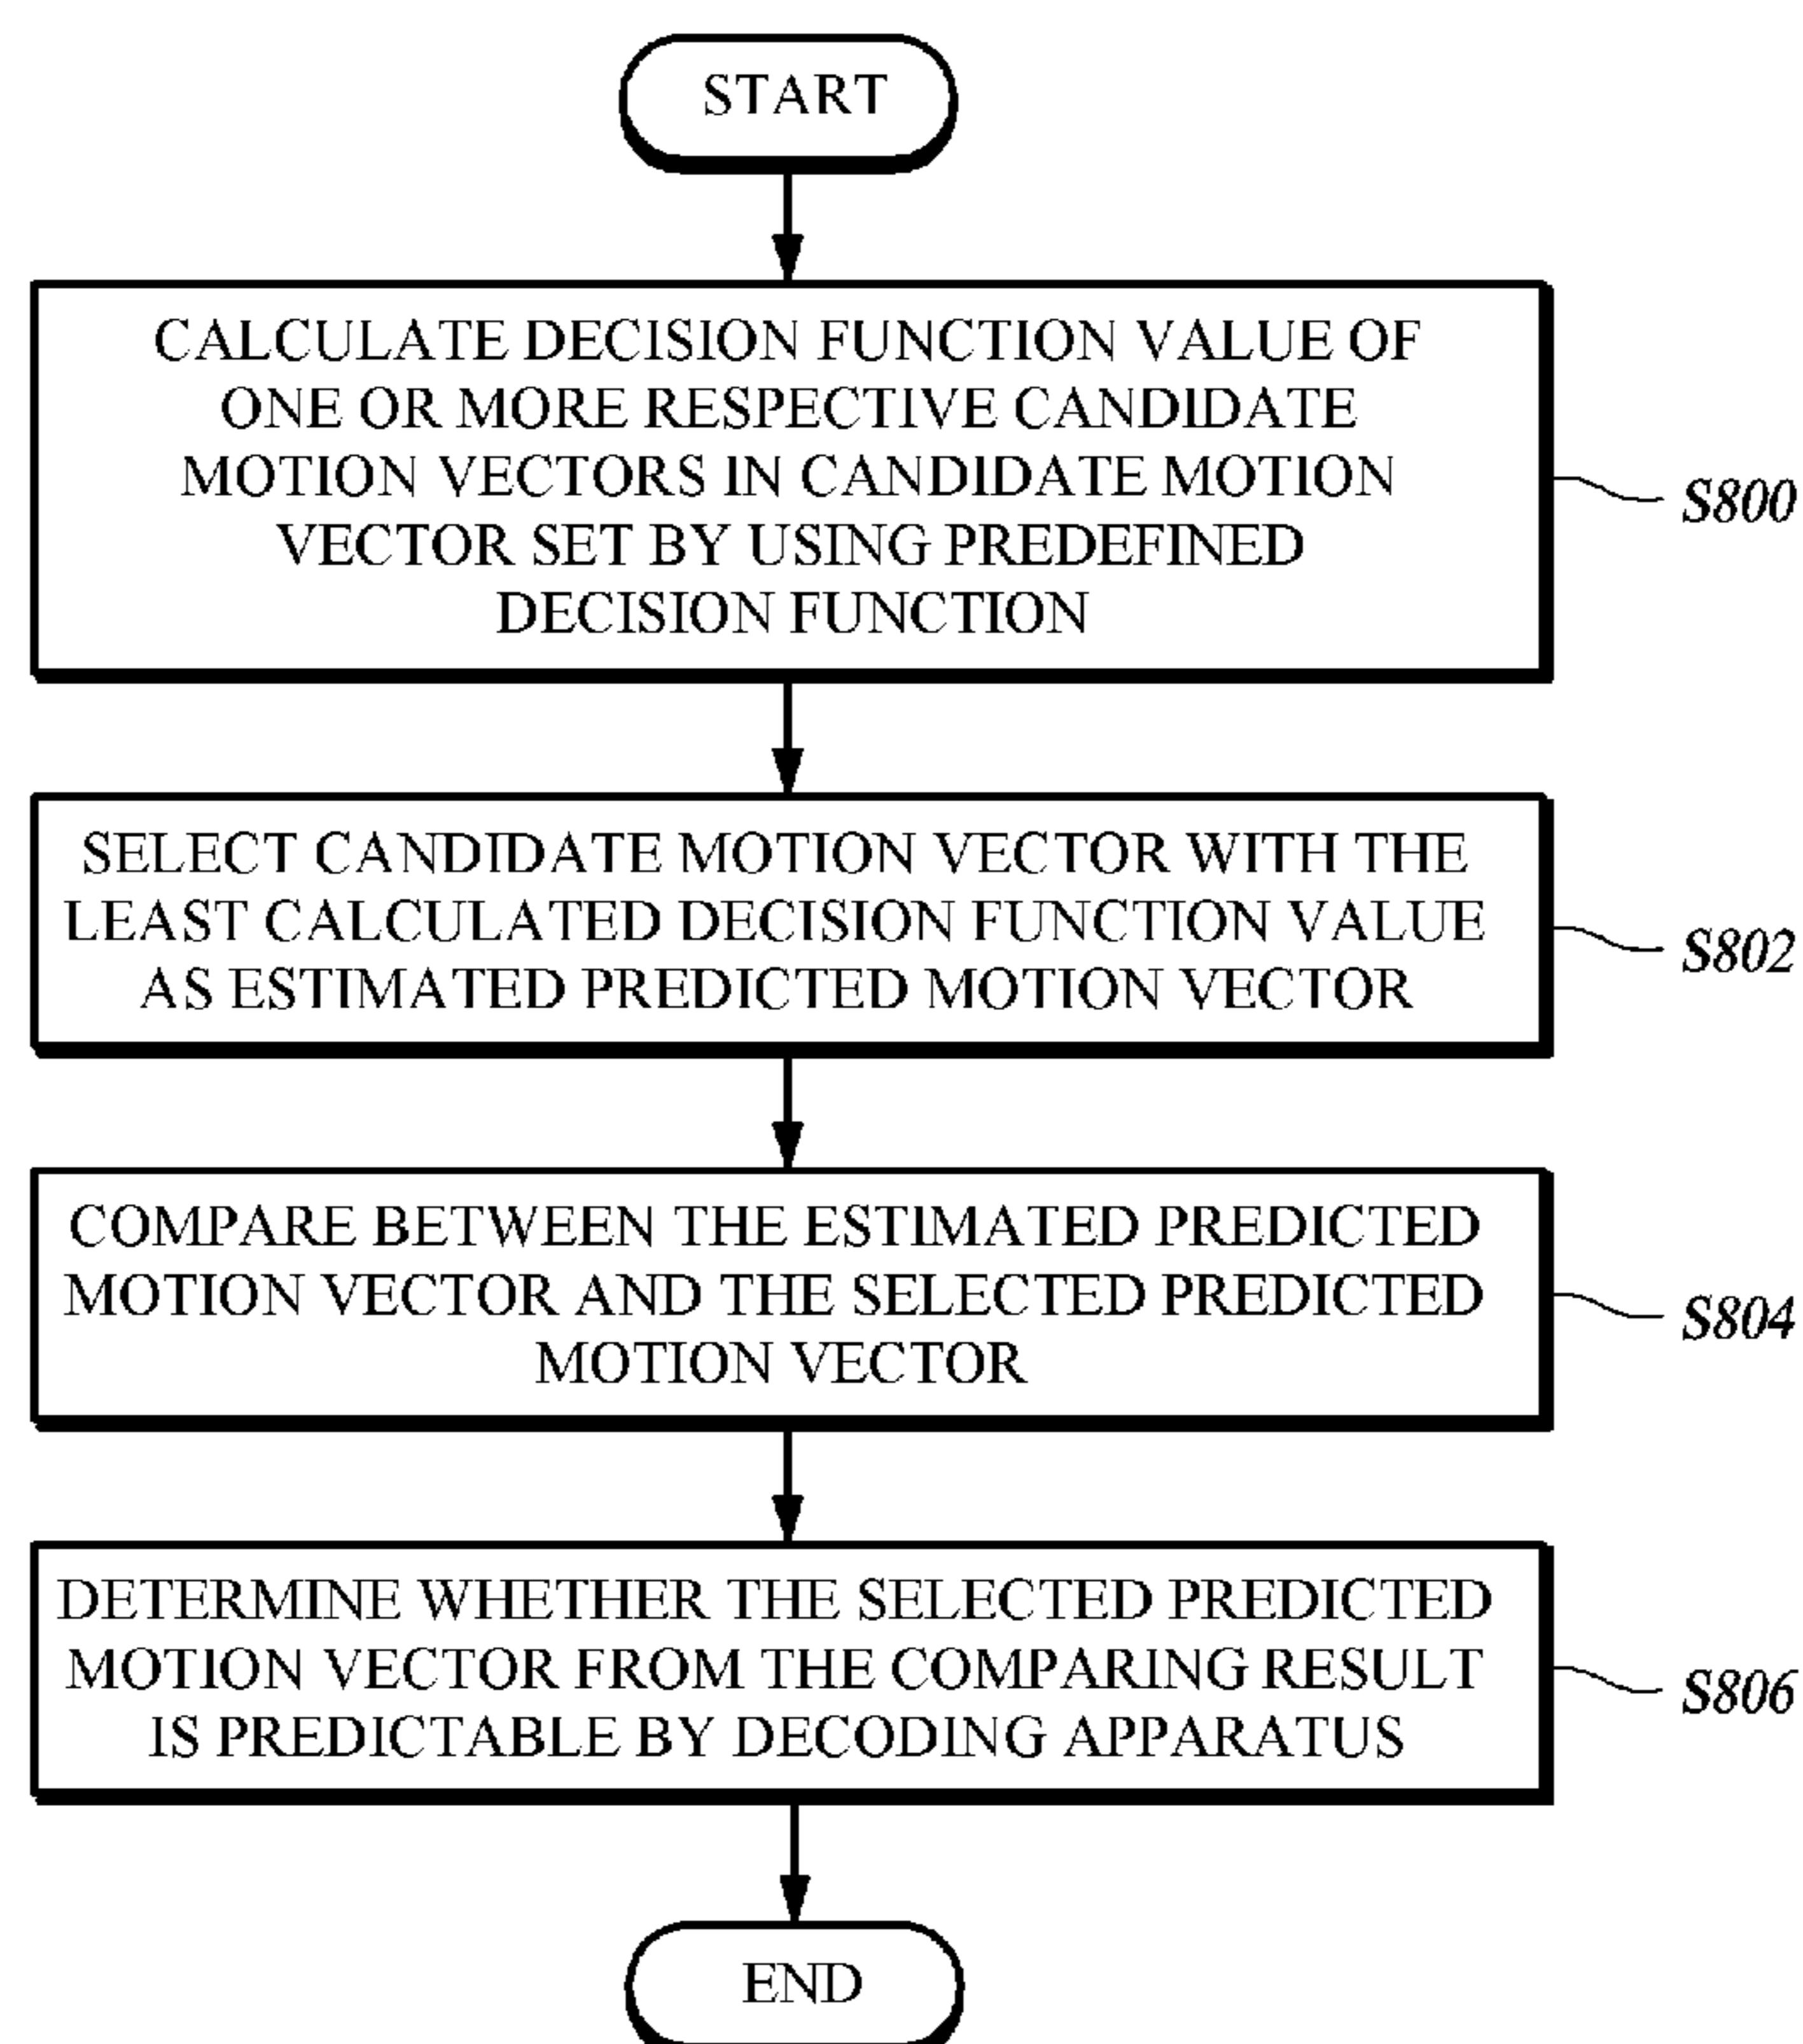 START
CALCULATE DECISION FUNCTION VALUE OF
ONE OR MORE RESPECTIVE CANDIDATE
MOTION VECTORS IN CANDIDATE MOTION
VECTOR SET BY USING PREDEFINED
DECISION FUNCTION
S800
SELECT CANDIDATE MOTION VECTOR WITH THE
LEAST CALCULATED DECISION FUNCTION VALUE
AS ESTIMATED PREDICTED MOTION VECTOR
S802
COMPARE BETWEEN THE ESTIMATED PREDICTED
MOTION VECTOR AND THE SELECTED PREDICTED
MOTION VECTOR
S804
DETERMINE WHETHER THE SELECTED PREDICTED
MOTION VECTOR FROM THE COMPARING RESULT
IS PREDICTABLE BY DECODING APPARATUS
S806
END